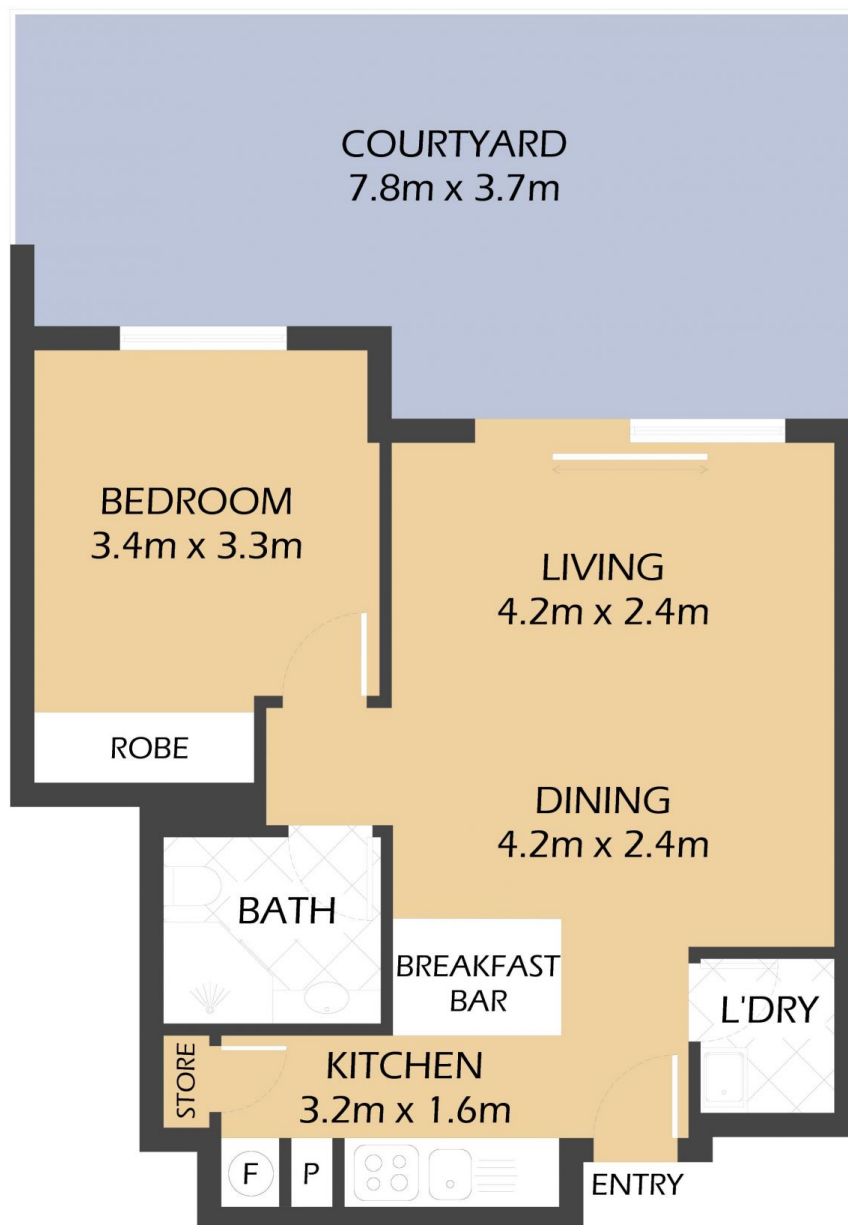 COURTYARD
7.8m x 3.7m
BEDROOM
3.4m x 3.3m
LIVING
4.2m x 2.4m
ROBE
DINING
4.2m x 2.4m
BATH
BREAKFAST
BAR
L'DRY
STORE
KITCHEN
3.2m x 1.6m
F
P
ENTRY